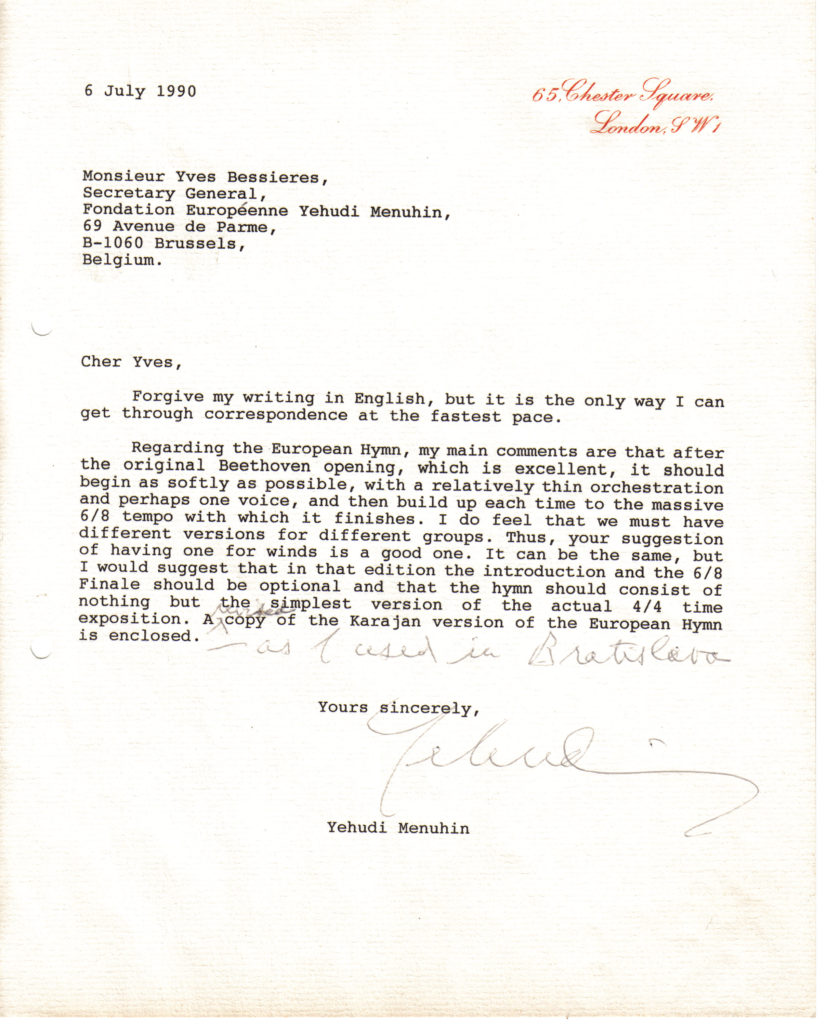 6 July 1990
65, Chester Square,
London, S W 1
Monsieur Yves Bessieres,
Secretary General,
Fondation Européenne Yehudi Menuhin,
69 Avenue de Parme,
B-1060 Brussels,
Belgium.
Cher Yves,
Forgive my writing in English, but it is the only way I can
get through correspondence at the fastest pace.
Regarding the European Hymn, my main comments are that after
the original Beethoven opening, which is excellent, it should
begin as softly as possible, with a relatively thin orchestration
and perhaps one voice, and then build up each time to the massive
6/8 tempo with which it finishes. I do feel that we must have
different versions for different groups. Thus, your suggestion
of having one for winds is a good one. It can be the same, but
I would suggest that in that edition the introduction and the 6/8
Finale should be optional and that the hymn should consist of
nothing but the simplest version of the actual 4/4 time
revised
exposition. A copy of the Karajan version of the European Hymn
is enclosed. – as I used in Bratislava
Yours sincerely,
Yehudi
Yehudi Menuhin